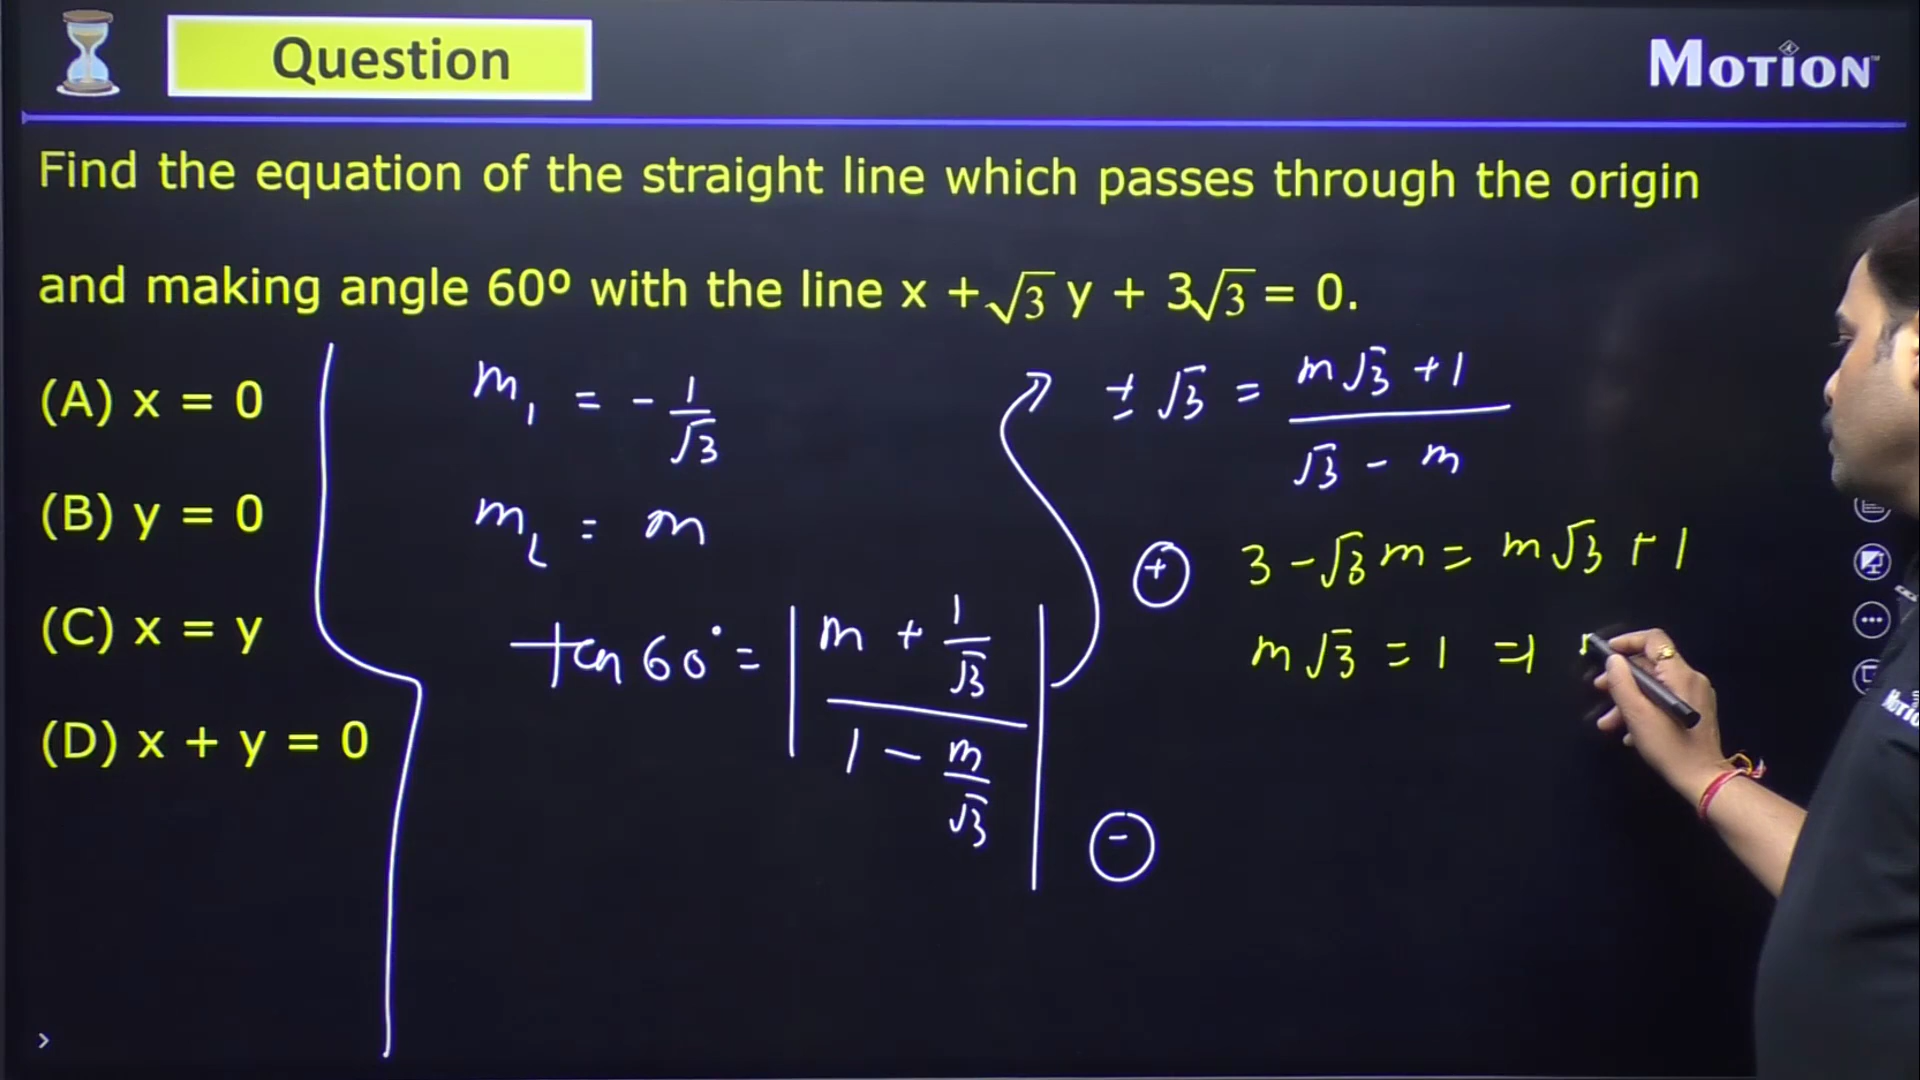 Question
MOTION
Find the equation of the straight line which passes through the origin
and making angle 60º with the line x + √3 y + 3√3 = 0.
(A) x = 0
(B) y = 0
(C) x = y
(D) x + y = 0
m₁ = - 1/√3
m₂ = m
tan 60° = | (m + 1/√3) / (1 - m/√3) |
± √3 = (m√3 + 1) / (√3 - m)
(+) 3 - √3 m = m√3 + 1
m√3 = 1 ⇒
(-)